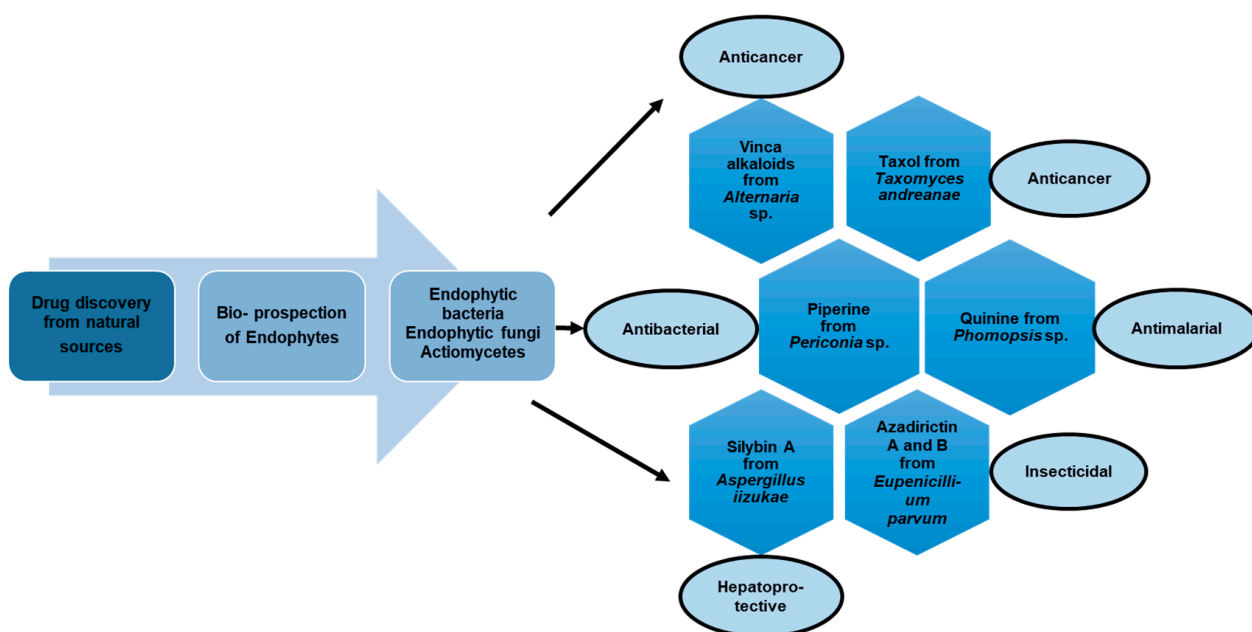 Drug discovery
from natural
sources
Bio- prospection
of Endophytes
Endophytic
bacteria
Endophytic fungi
Actiomycetes
Anticancer
Vinca
alkaloids
from
Alternaria
sp.
Taxol from
Taxomyces
andreanae
Anticancer
Antibacterial
Piperine
from
Periconia sp.
Quinine from
Phomopsis sp.
Antimalarial
Silybin A
from
Aspergillus
iizukae
Azadirictin
A and B
from
Eupenicilli-
um
parvum
Insecticidal
Hepatopro-
tective